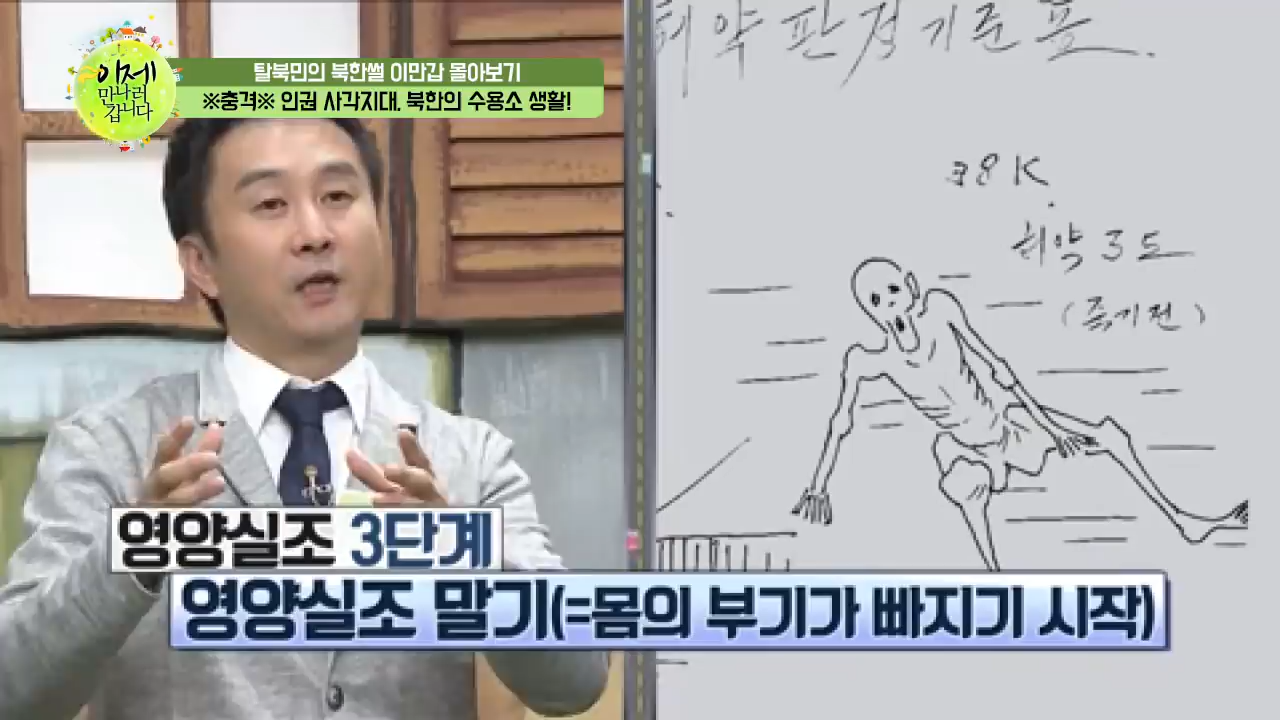 이제
만나러
갑니다
탈북민의 북한썰 이만갑 몰아보기
※충격※ 인권 사각지대. 북한의 수용소 생활!
허약 판정기준표.
38K
허약 3도
(죽기전)
영양실조 3단계
영양실조 말기(=몸의 부기가 빠지기 시작)